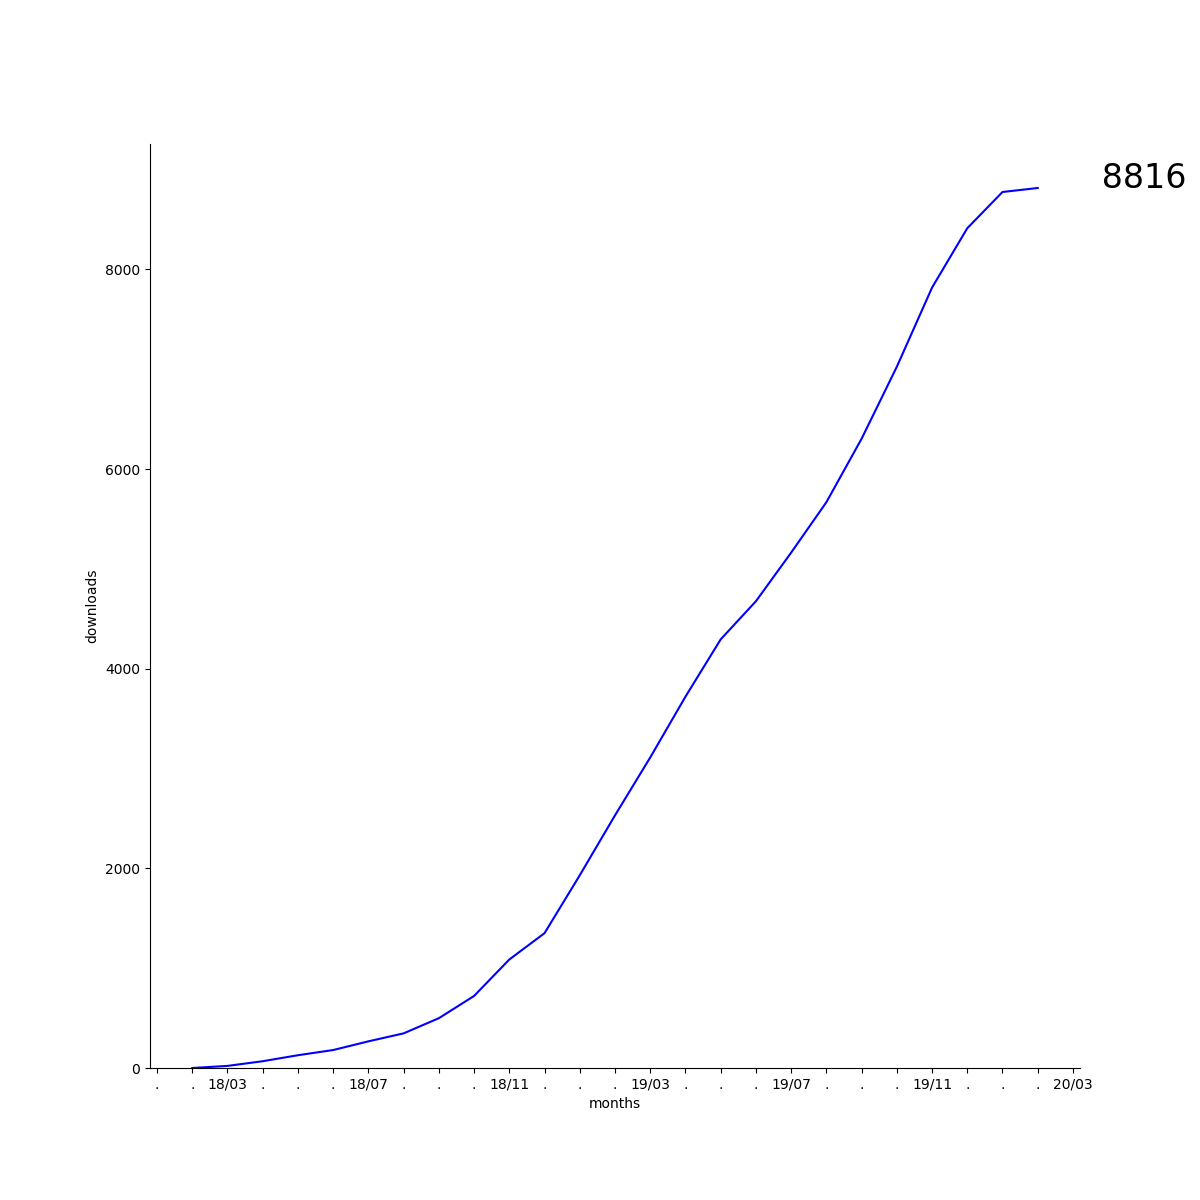 8816
8000
6000
downloads
4000
2000
0
. . 18/03 . . . 18/07 . . . 18/11 . . . 19/03 . . . 19/07 . . . 19/11 . . . 20/03
months